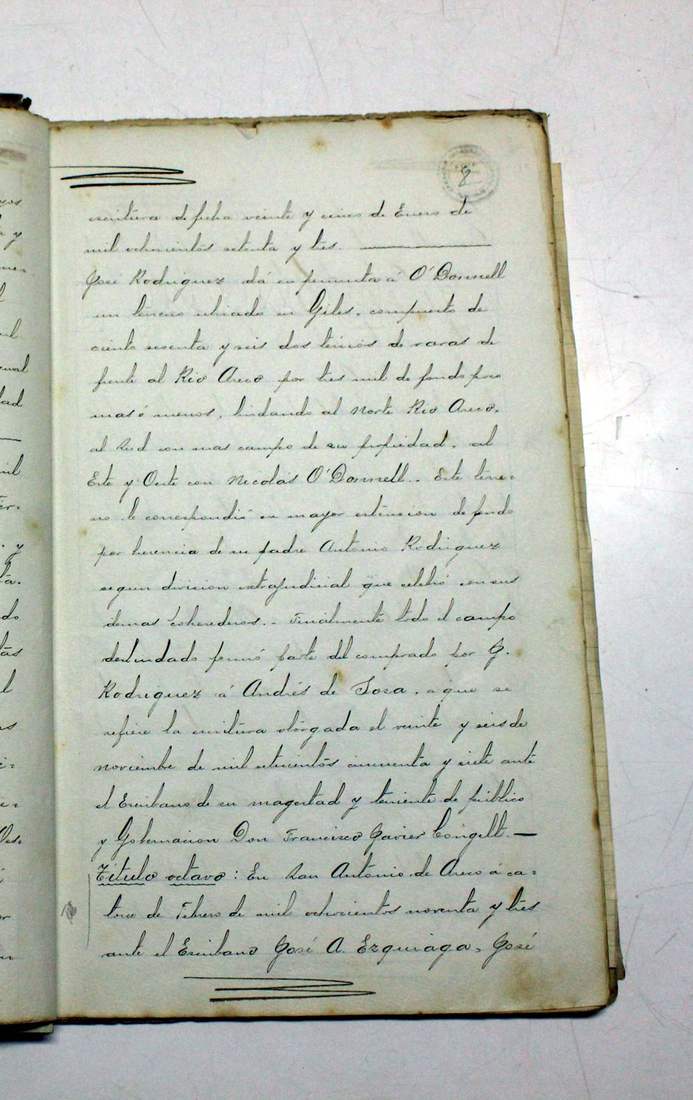 8
escritura de fecha veinte y cinco de Enero de
mil ochocientos setenta y tres.
José Rodriguez dá en permuta á O'Donnell
un terreno ubicado en Giles, compuesto de
ciento sesenta y seis dos tercios de varas de
frente al Rio Areco por tres mil de fondo poco
mas ó menos, lindando al Norte Rio Areco,
al Sud con mas campo de su propiedad, al
Este y Oeste con Nicolás O'Donnell.. Este terre=
no le correspondió en mayor extencion de fondo
por herencia de su padre Antonio Rodriguez
segun division extrajudicial que celebró con sus
demas coherederos.. Finalmente todo el campo
deslindado formó parte del comprado por G.
Rodriguez á Andrés de Sosa, a que se
refiere la escritura otorgada el veinte y seis de
noviembre de mil setecientos cincuenta y siete ante
el Escribano de su magestad y teniente de público
y Gobernacion Don Francisco Javier
Titulo octavo: En San Antonio de Areco á ca=
torce de Febrero de mil ochocientos noventa y tres
ante el Escribano José A. Ezquiaga, José